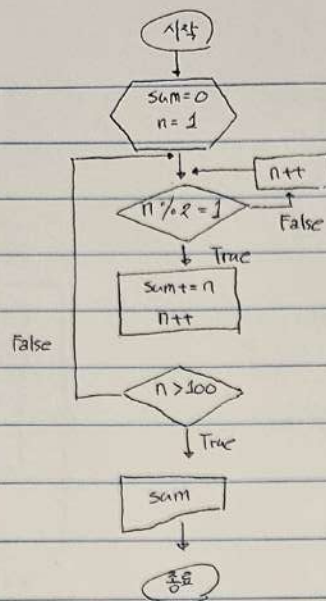 시작
sum=0
n=1
n++
n%2=1
False
True
sum+=n
n++
False
n>100
True
sum
종료